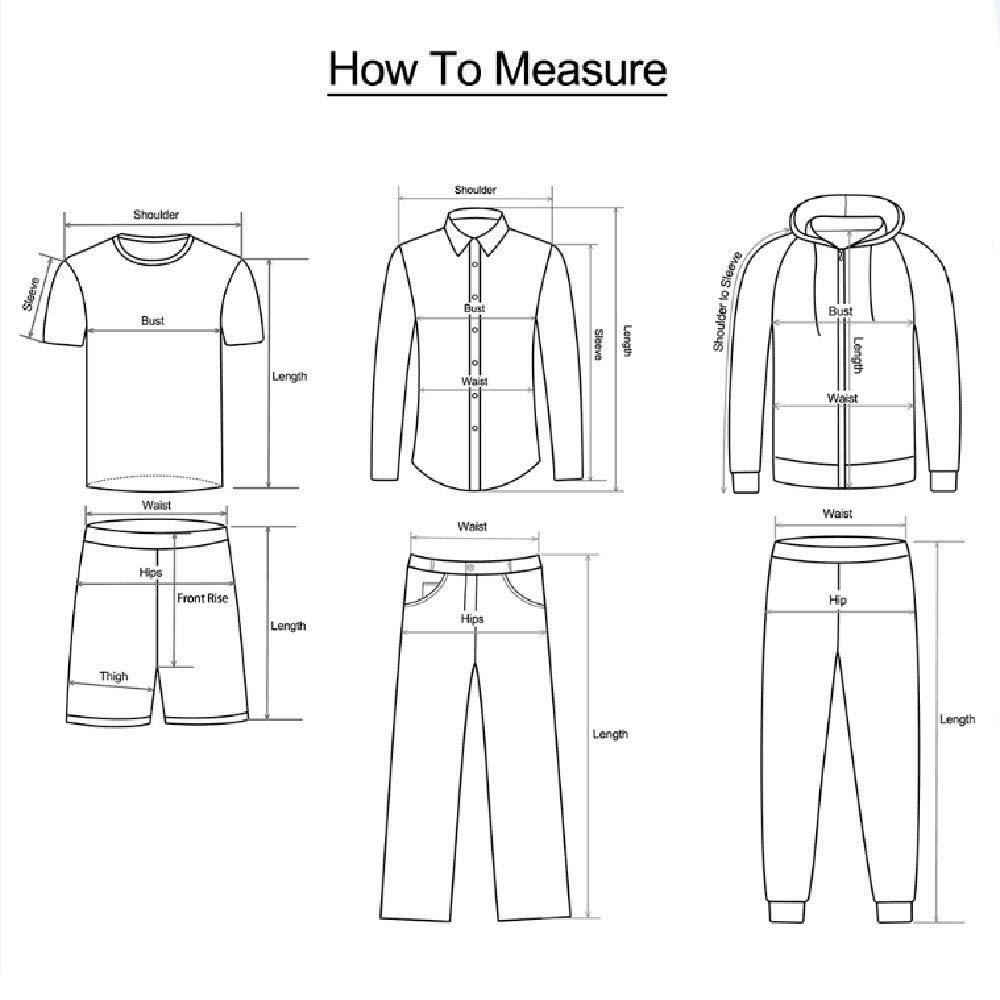 How To Measure
Shoulder
Sleeve
Bust
Length
Shoulder
Bust
Waist
Sleeve
Length
Shoulder to Sleeve
Bust
Length
Waist
Waist
Hips
Front Rise
Length
Thigh
Waist
Hips
Length
Waist
Hip
Length